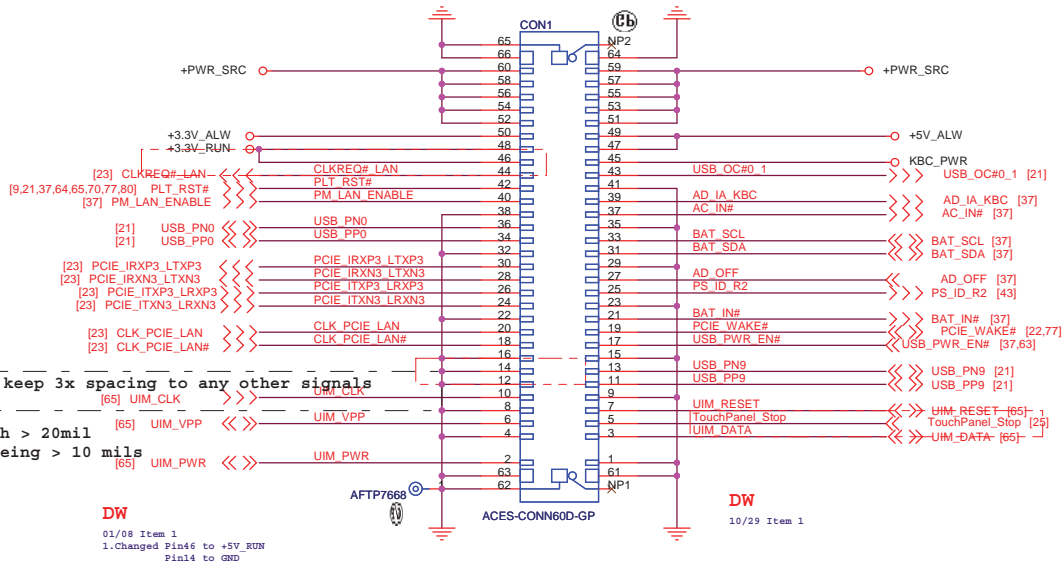 CON1
65 NP2
66 64
+PWR_SRC 60 59 +PWR_SRC
58 57
56 55
54 53
52 51
+3.3V_ALW 50 49 +5V_ALW
+3.3V_RUN 48 47
46 45 KBC_PWR
[23] CLKREQ#_LAN CLKREQ#_LAN 44 43 USB_OC#0_1 USB_OC#0_1 [21]
[9,21,37,64,65,70,77,80] PLT_RST# PLT_RST# 42 41
[37] PM_LAN_ENABLE PM_LAN_ENABLE 40 39 AD_IA_KBC AD_IA_KBC [37]
38 37 AC_IN# AC_IN# [37]
[21] USB_PN0 USB_PN0 36 35
[21] USB_PP0 USB_PP0 34 33 BAT_SCL BAT_SCL [37]
32 31 BAT_SDA BAT_SDA [37]
[23] PCIE_IRXP3_LTXP3 PCIE_IRXP3_LTXP3 30 29
[23] PCIE_IRXN3_LTXN3 PCIE_IRXN3_LTXN3 28 27 AD_OFF AD_OFF [37]
[23] PCIE_ITXP3_LRXP3 PCIE_ITXP3_LRXP3 26 25 PS_ID_R2 PS_ID_R2 [43]
[23] PCIE_ITXN3_LRXN3 PCIE_ITXN3_LRXN3 24 23
22 21 BAT_IN# BAT_IN# [37]
[23] CLK_PCIE_LAN CLK_PCIE_LAN 20 19 PCIE_WAKE# PCIE_WAKE# [22,77]
[23] CLK_PCIE_LAN# CLK_PCIE_LAN# 18 17 USB_PWR_EN# USB_PWR_EN# [37,63]
16 15
14 13 USB_PN9 USB_PN9 [21]
keep 3x spacing to any other signals 12 11 USB_PP9 USB_PP9 [21]
[65] UIM_CLK UIM_CLK 10 9
8 7 UIM_RESET UIM_RESET [65]
[65] UIM_VPP UIM_VPP 6 5 TouchPanel_Stop TouchPanel_Stop [25]
h > 20mil 4 3 UIM_DATA UIM_DATA [65]
eing > 10 mils
[65] UIM_PWR UIM_PWR 2 1
63 61
AFTP7668 1 62 NP1
ACES-CONN60D-GP
DW
01/08 Item 1
1.Changed Pin46 to +5V_RUN
Pin14 to GND
DW
10/29 Item 1